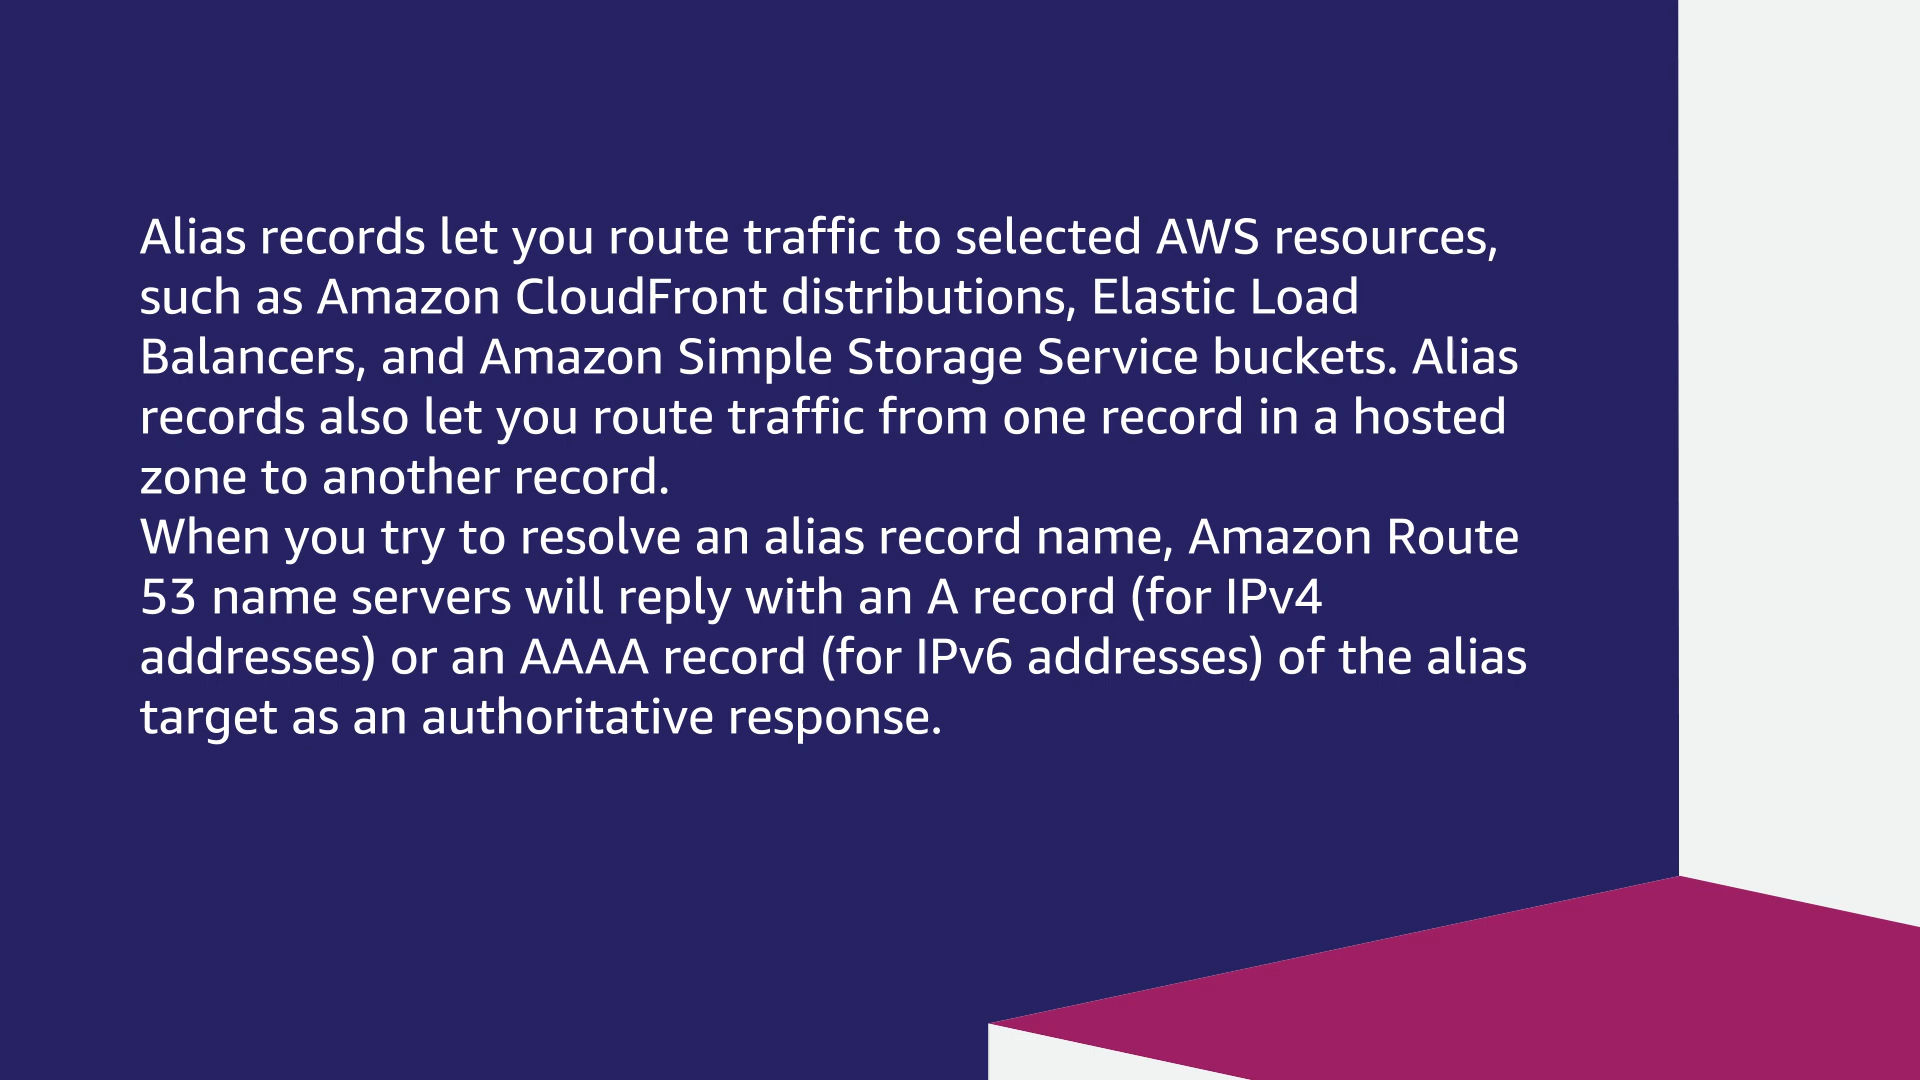 Alias records let you route traffic to selected AWS resources,
such as Amazon CloudFront distributions, Elastic Load
Balancers, and Amazon Simple Storage Service buckets. Alias
records also let you route traffic from one record in a hosted
zone to another record.
When you try to resolve an alias record name, Amazon Route
53 name servers will reply with an A record (for IPv4
addresses) or an AAAA record (for IPv6 addresses) of the alias
target as an authoritative response.